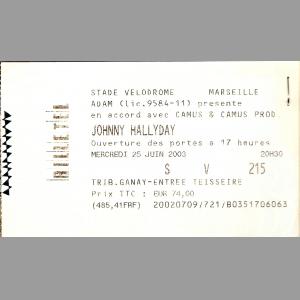 STADE VELODROME MARSEILLE
ADAM (lic.9584-11) presente
en accord avec CAMUS & CAMUS PROD
JOHNNY HALLYDAY
Ouverture des portes a 17 heures
MERCREDI 25 JUIN 2003 20H30
S V 215
TRIB.GANAY-ENTREE TEISSEIRE
Prix TTC : EUR 74,00
(485,41FRF) 20020709/721/B0351706063